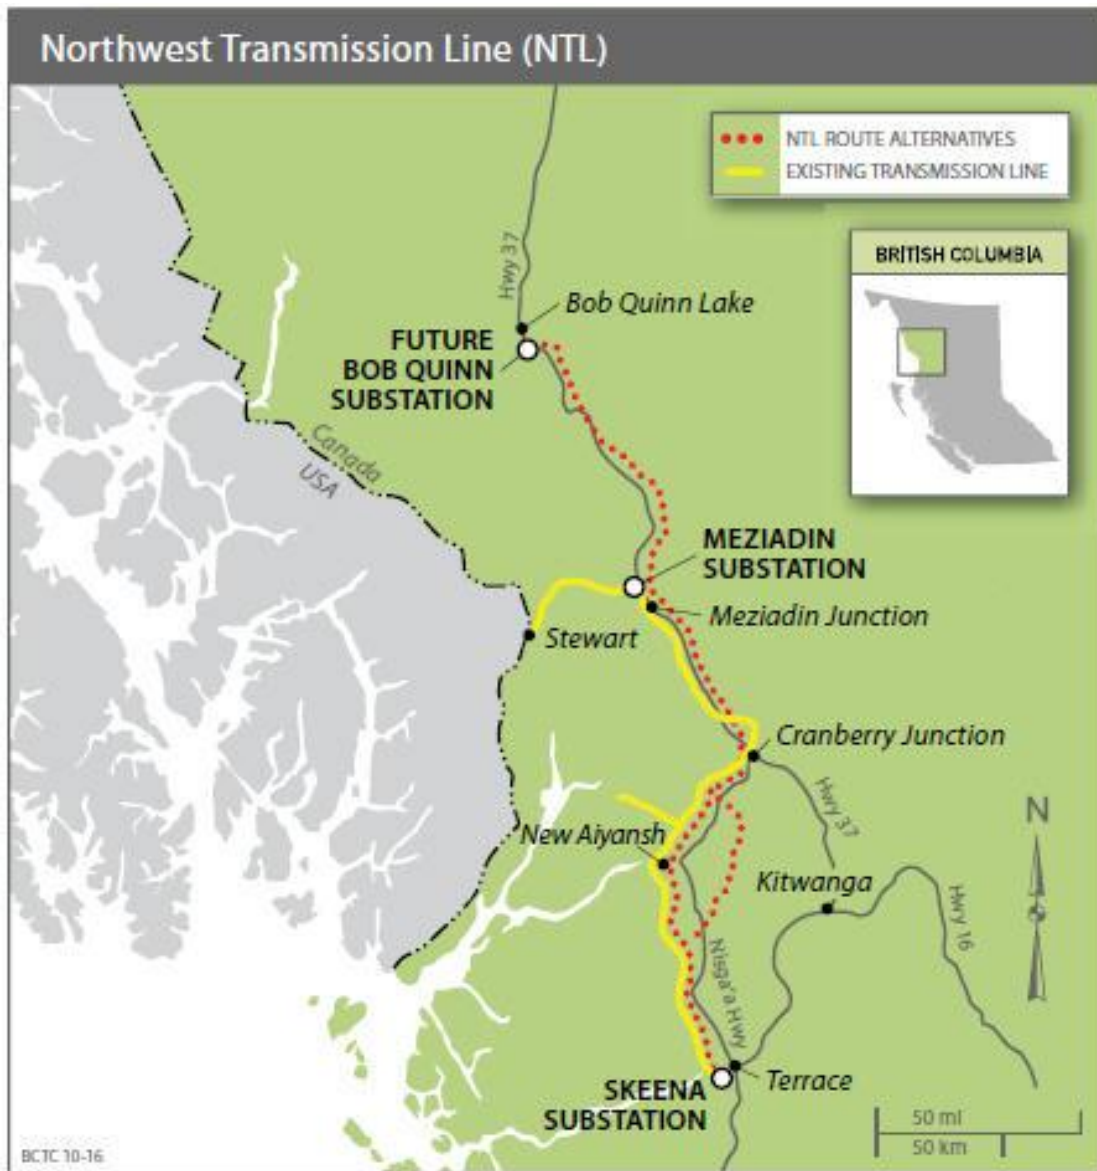 Northwest Transmission Line (NTL)
NTL ROUTE ALTERNATIVES
EXISTING TRANSMISSION LINE
BRITISH COLUMBIA
Hwy 37
Bob Quinn Lake
FUTURE
BOB QUINN
SUBSTATION
Canada
USA
MEZIADIN
SUBSTATION
Meziadin Junction
Stewart
Cranberry Junction
Hwy 37
New Aiyansh
Kitwanga
Hwy 16
N
Nisga'a Hwy
Terrace
SKEENA
SUBSTATION
50 mi
50 km
BCTC 10-16